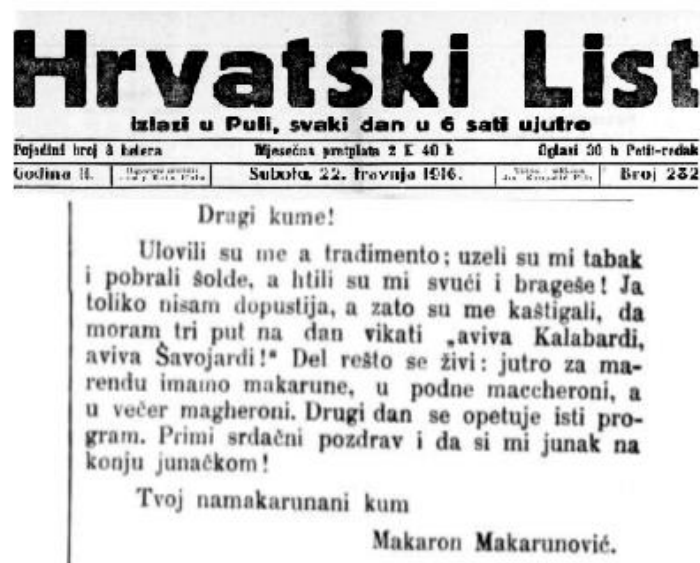 Hrvatski List
izlazi u Puli, svaki dan u 6 sati ujutro
Pojedini broj 8 helera Mjesečna pretplata 2 K 40 h Oglasi 30 h Petit-redak
Godina II. Subota, 22. travnja 1916. Broj 232
Dragi kume!
Ulovili su me a tradimento; uzeli su mi tabak
i pobrali šolde, a htili su mi svući i brageše! Ja
toliko nisam dopustija, a zato su me kaštigali, da
moram tri put na dan vikati „aviva Kalabardi,
aviva Šavojardi!“ Del rešto se živi: jutro za ma-
rendu imamo makarune, u podne maccheroni, a
u večer magheroni. Drugi dan se opetuje isti pro-
gram. Primi srdačni pozdrav i da si mi junak na
konju junačkom!
Tvoj namakarunani kum
Makaron Makarunović.